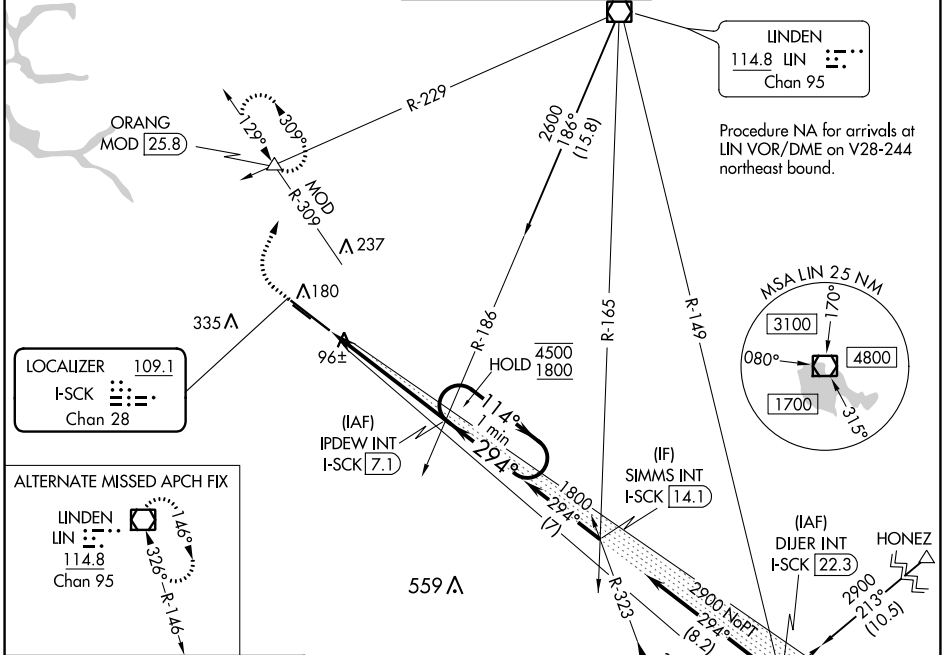 LINDEN
114.8 LIN
Chan 95
Procedure NA for arrivals at
LIN VOR/DME on V28-244
northeast bound.
R-229
2600
186°
(15.8)
ORANG
MOD 25.8
129°
309°
MOD
R-309
237
180
335
96±
R-186
R-165
R-149
MSA LIN 25 NM
3100
170°
080°
4800
1700
315°
LOCALIZER 109.1
I-SCK
Chan 28
HOLD 4500
1800
114°
1 min
294°
(IAF)
IPDEW INT
I-SCK 7.1
(IF)
SIMMS INT
I-SCK 14.1
1800
294°
(7)
ALTERNATE MISSED APCH FIX
LINDEN
LIN
114.8
Chan 95
146°
326°
R-146
559
R-323
(IAF)
DIJER INT
I-SCK 22.3
HONEZ
2900
213°
(10.5)
2900 NoPT
294°
(8.2)